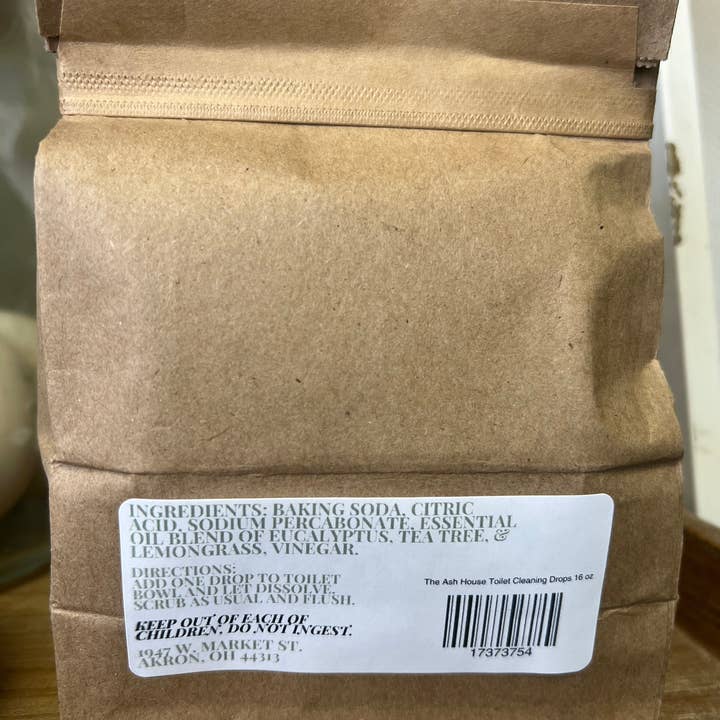 INGREDIENTS: BAKING SODA, CITRIC
ACID, SODIUM PERCABONATE, ESSENTIAL
OIL BLEND OF EUCALYPTUS, TEA TREE, &
LEMONGRASS, VINEGAR.
DIRECTIONS:
ADD ONE DROP TO TOILET
BOWL AND LET DISSOLVE.
SCRUB AS USUAL AND FLUSH.
KEEP OUT OF EACH OF
CHILDREN. DO NOT INGEST.
1947 W. MARKET ST.
AKRON, OH 44313
The Ash House Toilet Cleaning Drops 16 oz
17373754